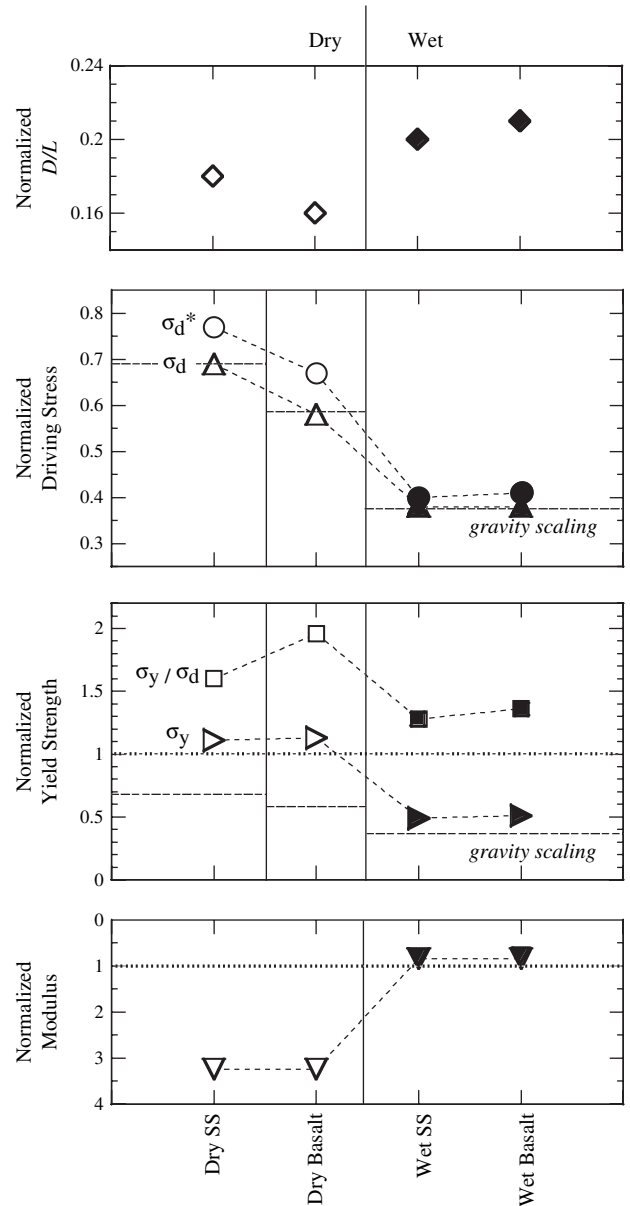 Dry Wet
Normalized
D/L
0.24
0.2
0.16
Normalized
Driving Stress
0.8
0.7
0.6
0.5
0.4
0.3
σd*
σd
gravity scaling
Normalized
Yield Strength
2
1.5
1
0.5
0
σy / σd
σy
gravity scaling
Normalized
Modulus
0
1
2
3
4
Dry SS
Dry Basalt
Wet SS
Wet Basalt